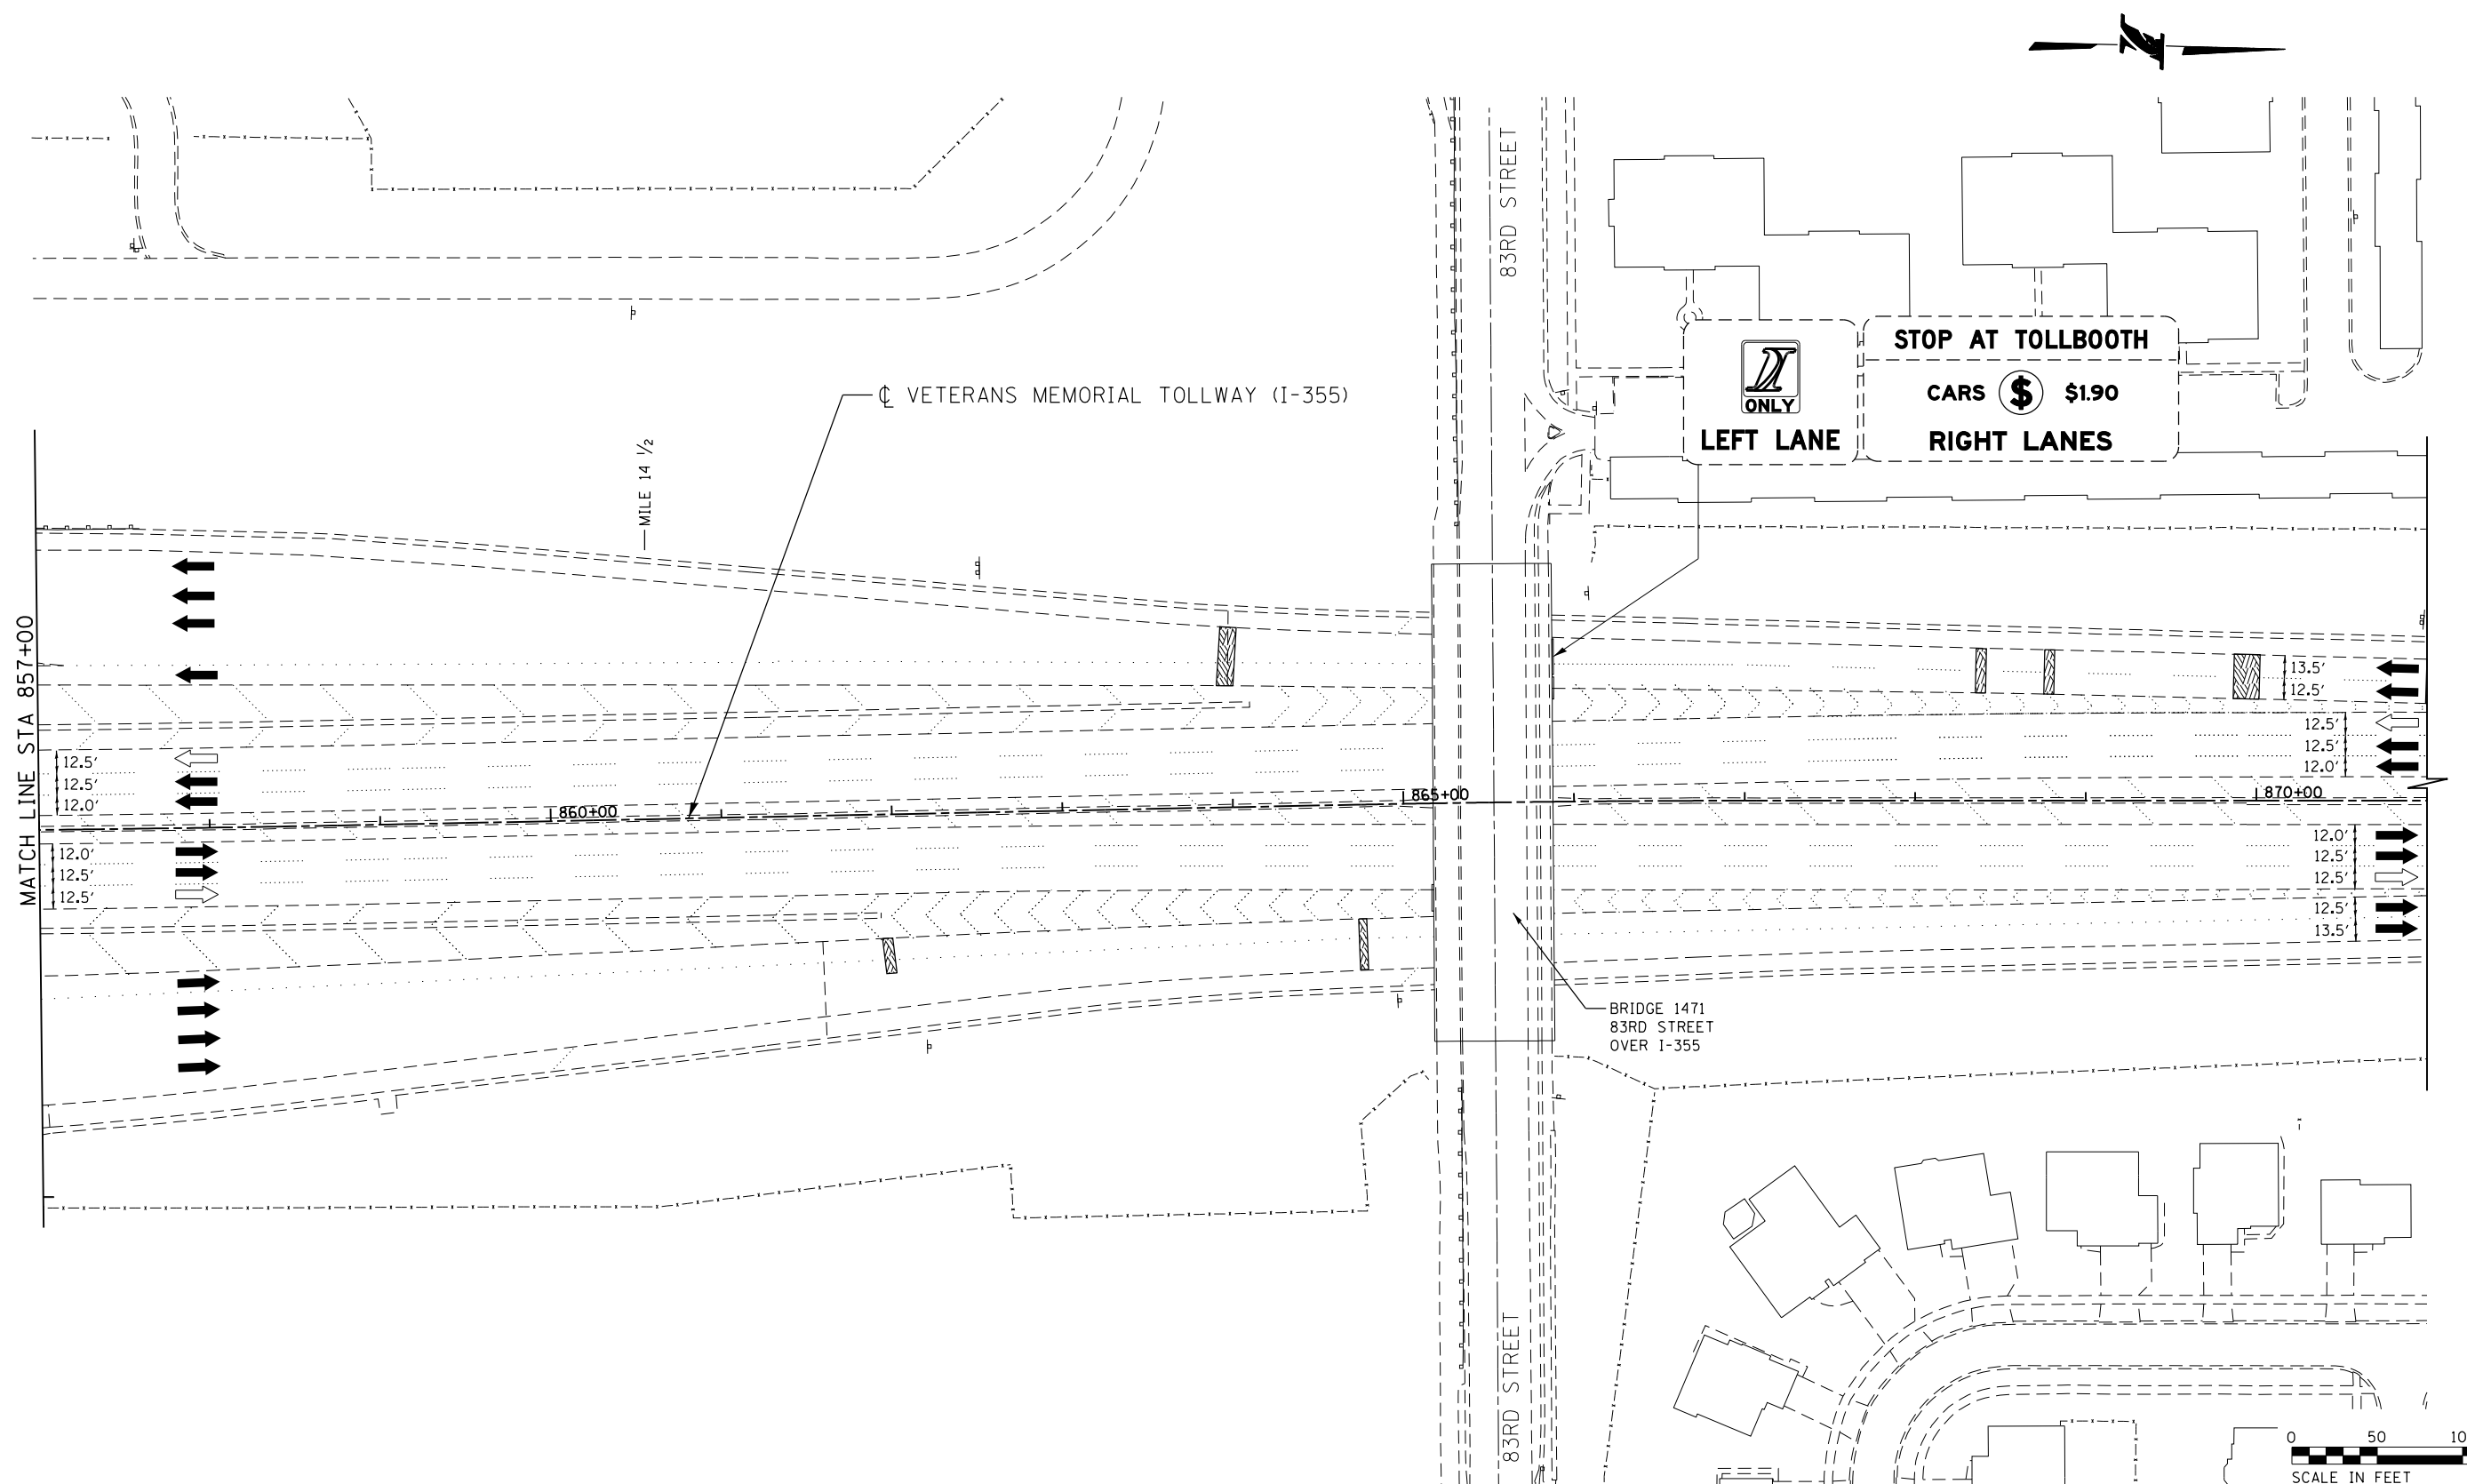 83RD STREET
STOP AT TOLLBOOTH
CARS $ $1.90
RIGHT LANES
ONLY
LEFT LANE
℄ VETERANS MEMORIAL TOLLWAY (I-355)
MILE 14 ½
MATCH LINE STA 857+00
13.5'
12.5'
12.5'
12.5'
12.0'
12.5'
12.5'
12.0'
860+00
865+00
870+00
12.0'
12.5'
12.5'
12.0'
12.5'
12.5'
12.5'
13.5'
BRIDGE 1471
83RD STREET
OVER I-355
83RD STREET
0 50
SCALE IN FEET